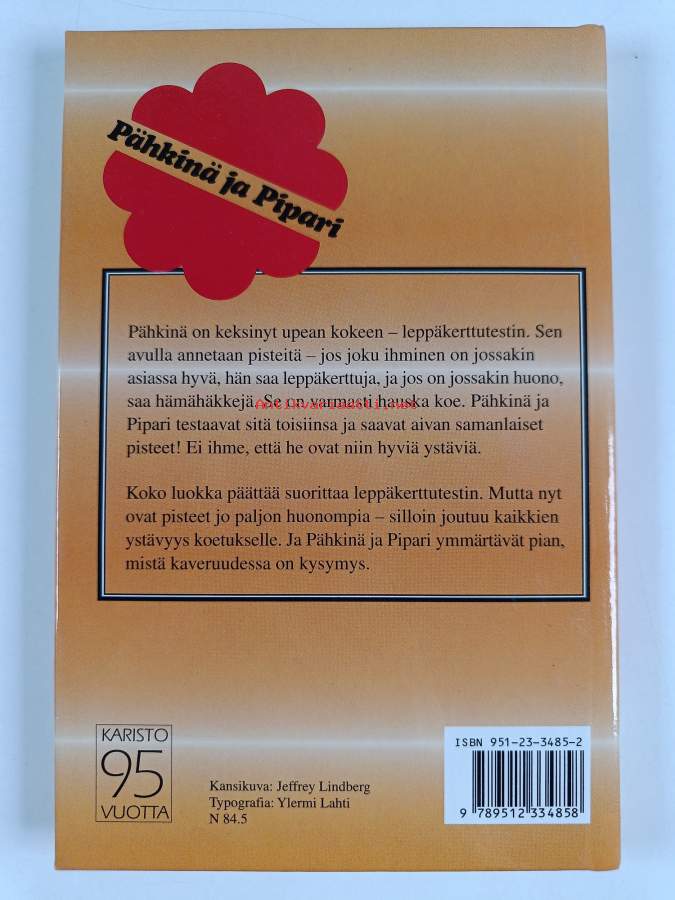 Pähkinä ja Pipari
Pähkinä on keksinyt upean kokeen – leppäkerttutestin. Sen
avulla annetaan pisteitä – jos joku ihminen on jossakin
asiassa hyvä, hän saa leppäkerttuja, ja jos on jossakin huono,
saa hämähäkkejä. Se on varmasti hauska koe. Pähkinä ja
Antikvariaatti.net
Pipari testaavat sitä toisiinsa ja saavat aivan samanlaiset
pisteet! Ei ihme, että he ovat niin hyviä ystäviä.
Koko luokka päättää suorittaa leppäkerttutestin. Mutta nyt
ovat pisteet jo paljon huonompia – silloin joutuu kaikkien
ystävyys koetukselle. Ja Pähkinä ja Pipari ymmärtävät pian,
mistä kaveruudessa on kysymys.
KARISTO
95
VUOTTA
Kansikuva: Jeffrey Lindberg
Typografia: Ylermi Lahti
N 84.5
ISBN 951-23-3485-2
9 789512 334858